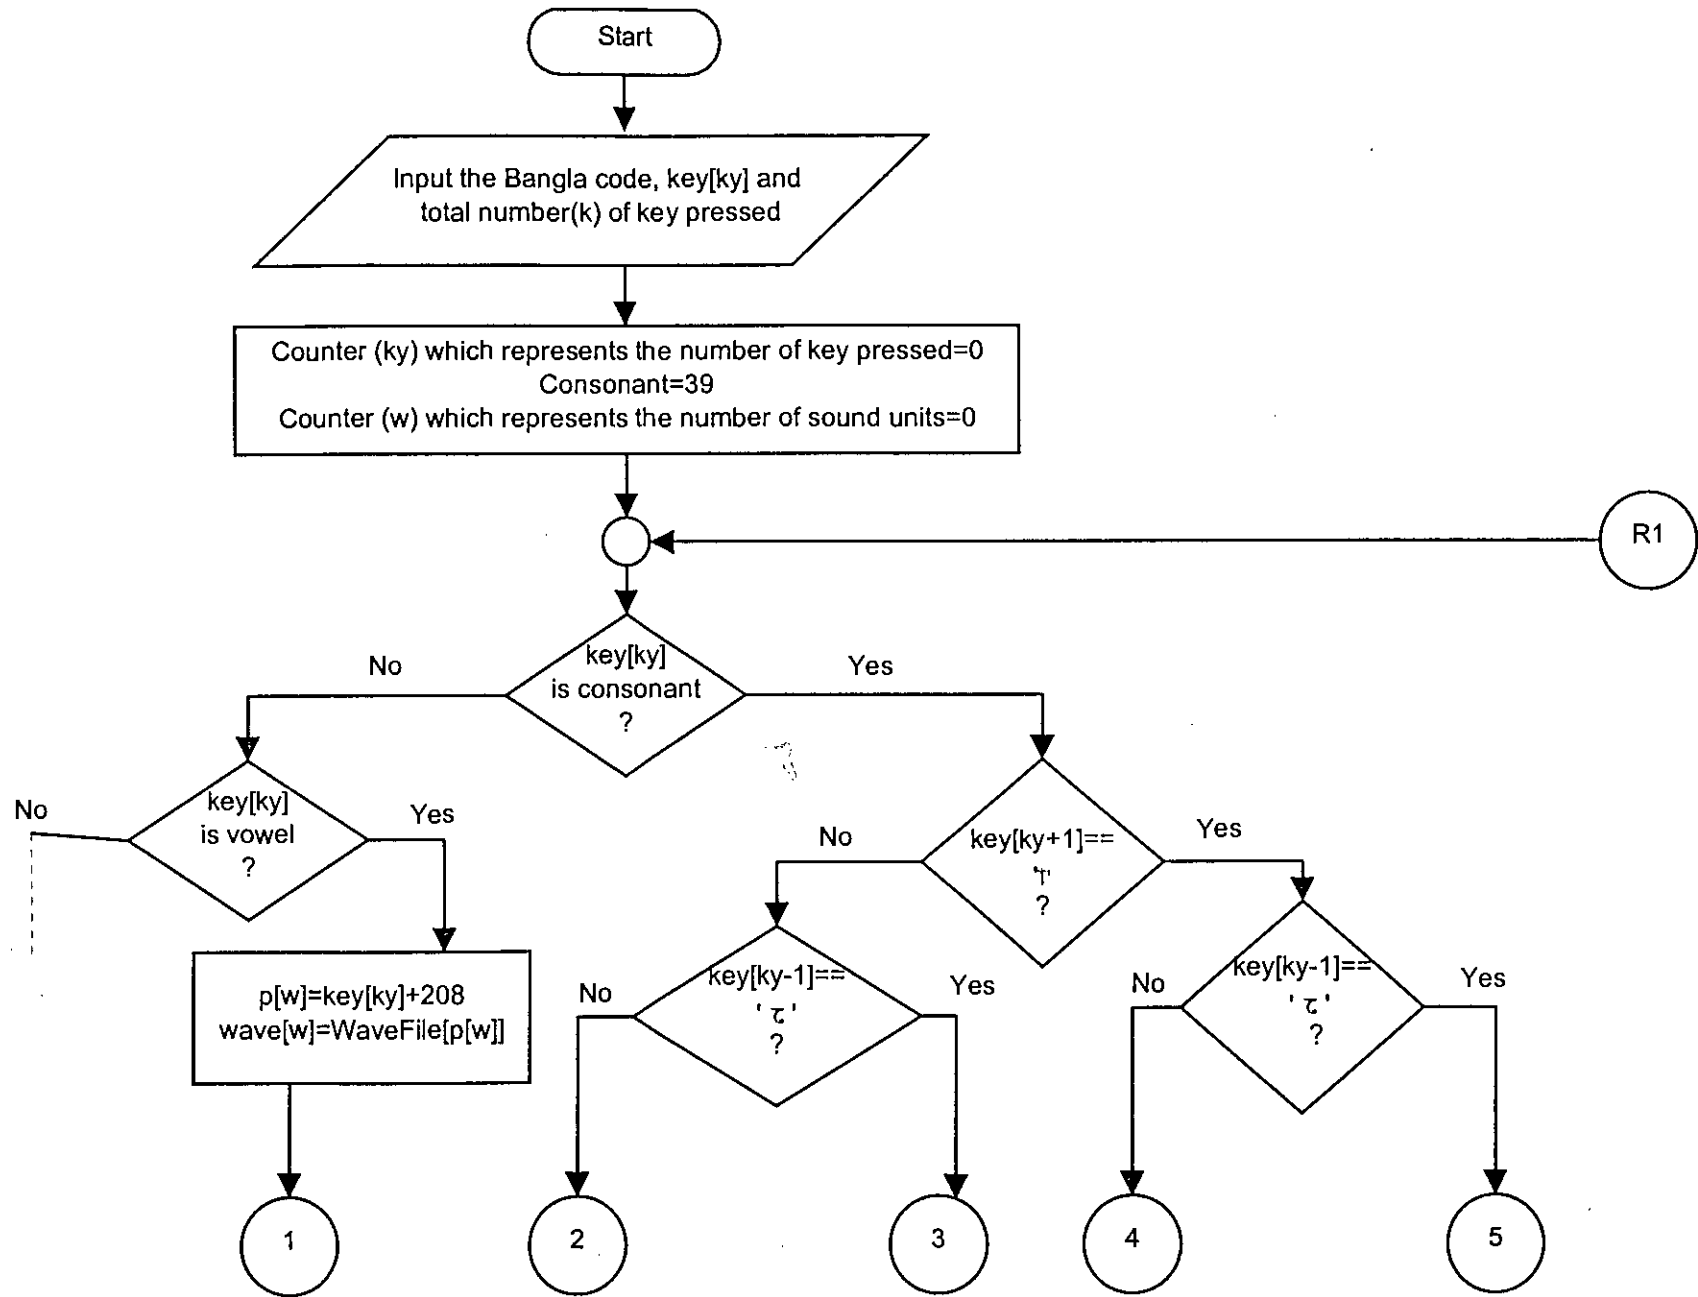 Start
Input the Bangla code, key[ky] and
total number(k) of key pressed
Counter (ky) which represents the number of key pressed=0
Consonant=39
Counter (w) which represents the number of sound units=0
R1
No
key[ky]
is consonant
?
Yes
No
key[ky]
is vowel
?
Yes
No
key[ky+1]==
'া'
?
Yes
p[w]=key[ky]+208
wave[w]=WaveFile[p[w]]
No
key[ky-1]==
?
Yes
No
key[ky-1]==
?
Yes
1
2
3
4
5